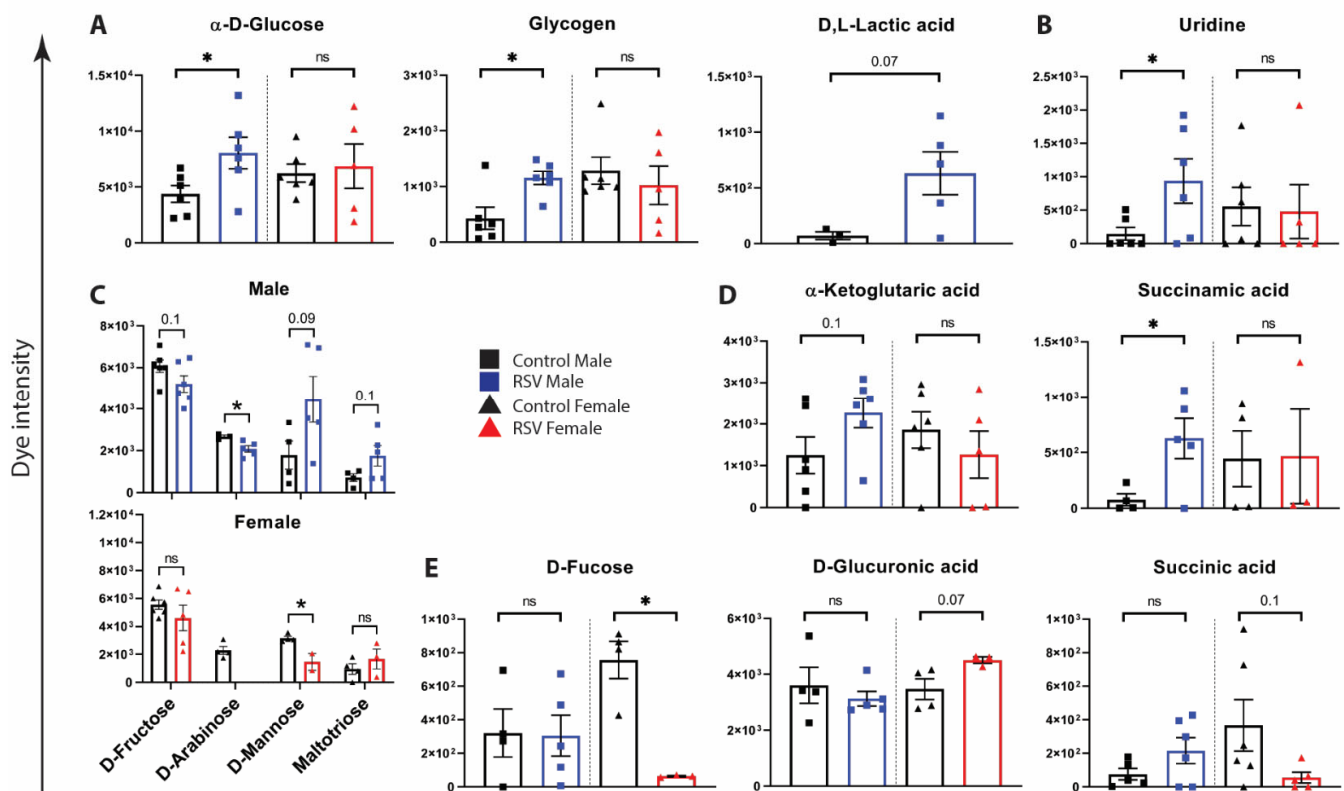 A
α-D-Glucose
*
ns
1.5×10⁴
1×10⁴
5×10³
0
Glycogen
*
ns
3×10³
2×10³
1×10³
0
D,L-Lactic acid
0.07
1.5×10³
1×10³
5×10²
0
B
Uridine
*
ns
2.5×10³
2×10³
1.5×10³
1×10³
5×10²
0
Dye intensity
C
Male
0.1
*
0.09
0.1
8×10³
6×10³
4×10³
2×10³
0
Female
ns
*
ns
1.2×10⁴
1×10⁴
8×10³
6×10³
4×10³
2×10³
0
D-Fructose
D-Arabinose
D-Mannose
Maltotriose
Control Male
RSV Male
Control Female
RSV Female
D
α-Ketoglutaric acid
0.1
ns
4×10³
3×10³
2×10³
1×10³
0
Succinamic acid
*
ns
1.5×10³
1×10³
5×10²
0
E
D-Fucose
ns
*
1×10³
8×10²
6×10²
4×10²
2×10²
0
D-Glucuronic acid
ns
0.07
6×10³
4×10³
2×10³
0
Succinic acid
ns
0.1
1×10³
8×10²
6×10²
4×10²
2×10²
0